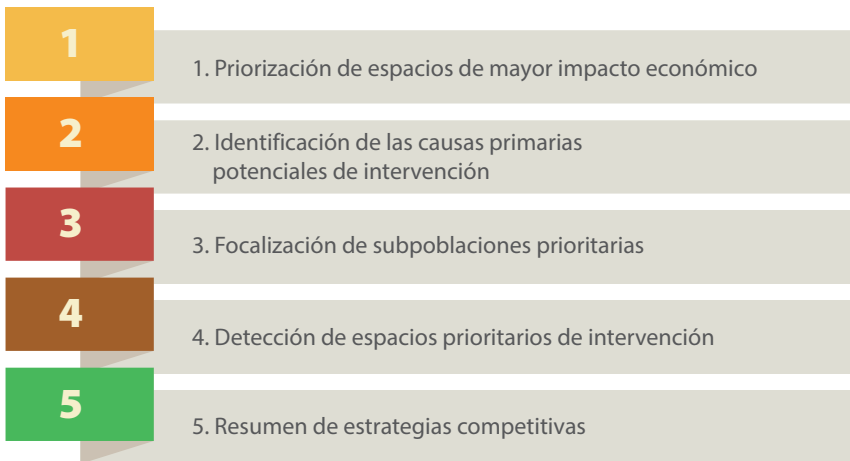 1
1. Priorización de espacios de mayor impacto económico
2
2. Identificación de las causas primarias
potenciales de intervención
3
3. Focalización de subpoblaciones prioritarias
4
4. Detección de espacios prioritarios de intervención
5
5. Resumen de estrategias competitivas